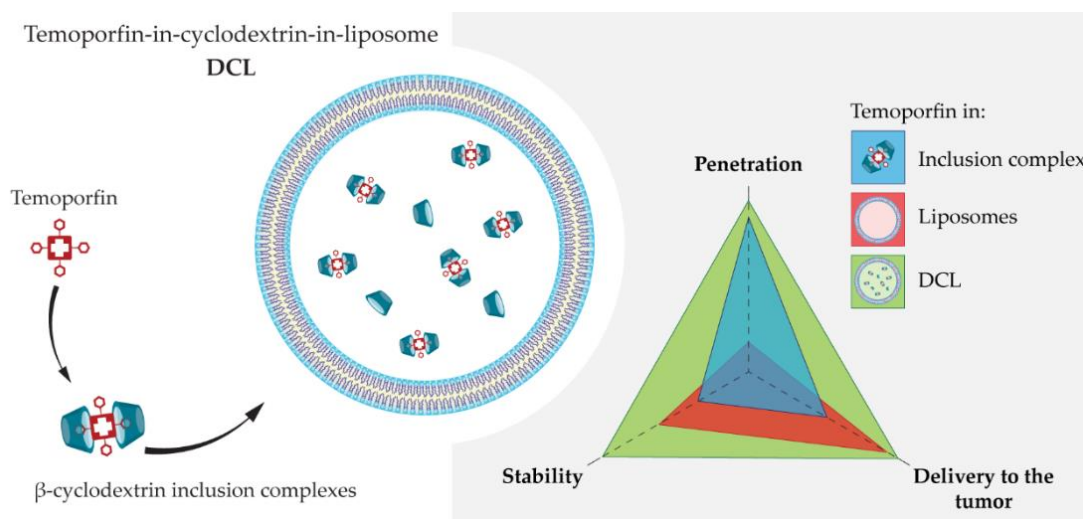 Temoporfin-in-cyclodextrin-in-liposome
DCL
Temoporfin
β-cyclodextrin inclusion complexes
Temoporfin in:
Inclusion complex
Liposomes
DCL
Penetration
Stability
Delivery to the
tumor